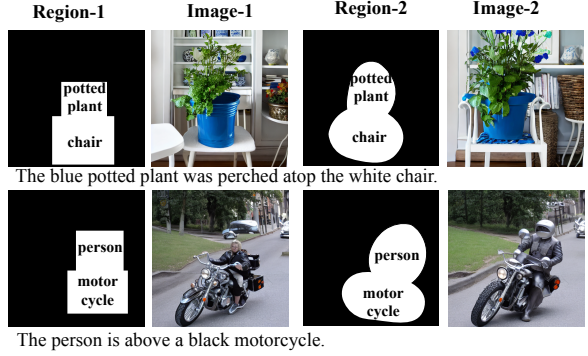 Region-1 Image-1 Region-2 Image-2
potted
plant
chair
potted
plant
chair
The blue potted plant was perched atop the white chair.
person
motor
cycle
person
motor
cycle
The person is above a black motorcycle.